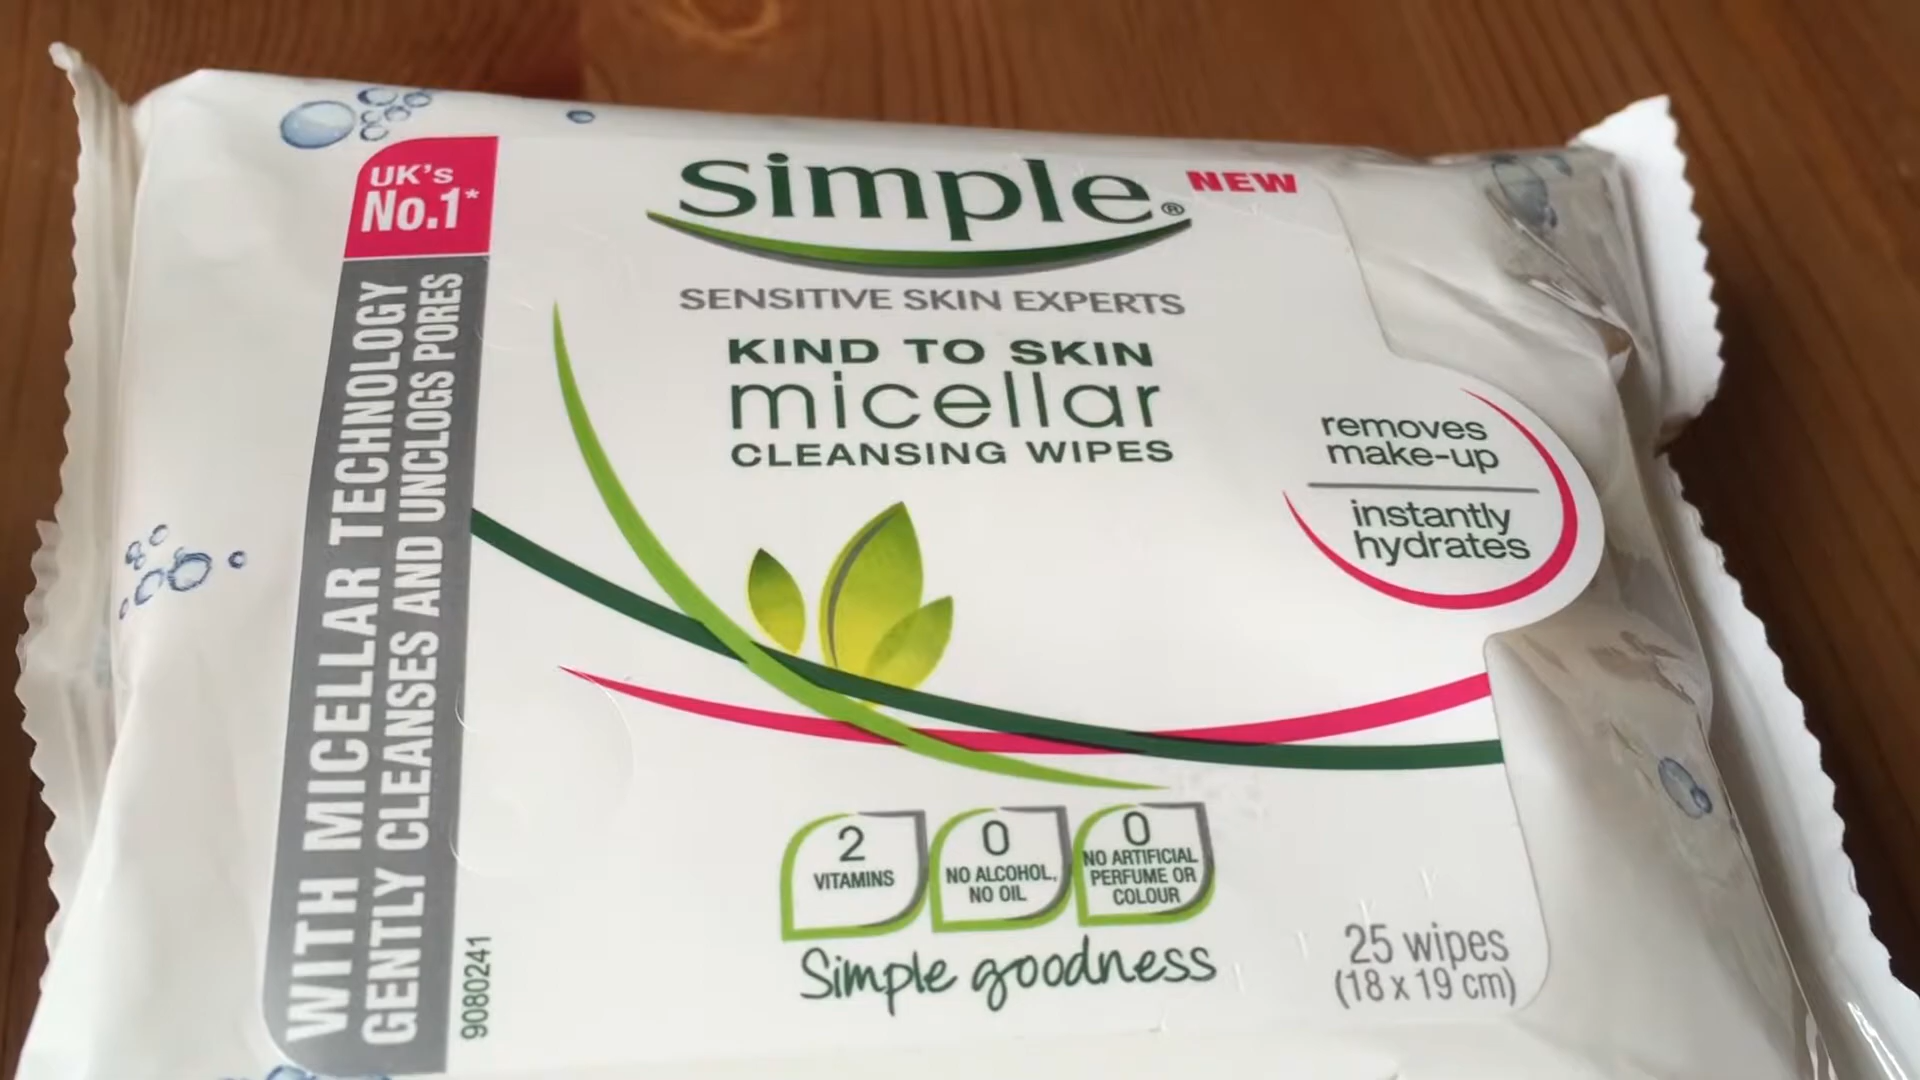 UK's
No.1*
WITH MICELLAR TECHNOLOGY
GENTLY CLEANSES AND UNCLOGS PORES
9080241
Simple®
NEW
SENSITIVE SKIN EXPERTS
KIND TO SKIN
micellar
CLEANSING WIPES
removes
make-up
instantly
hydrates
2
VITAMINS
0
NO ALCOHOL,
NO OIL
0
NO ARTIFICIAL
PERFUME OR
COLOUR
Simple goodness
25 wipes
(18 x 19 cm)